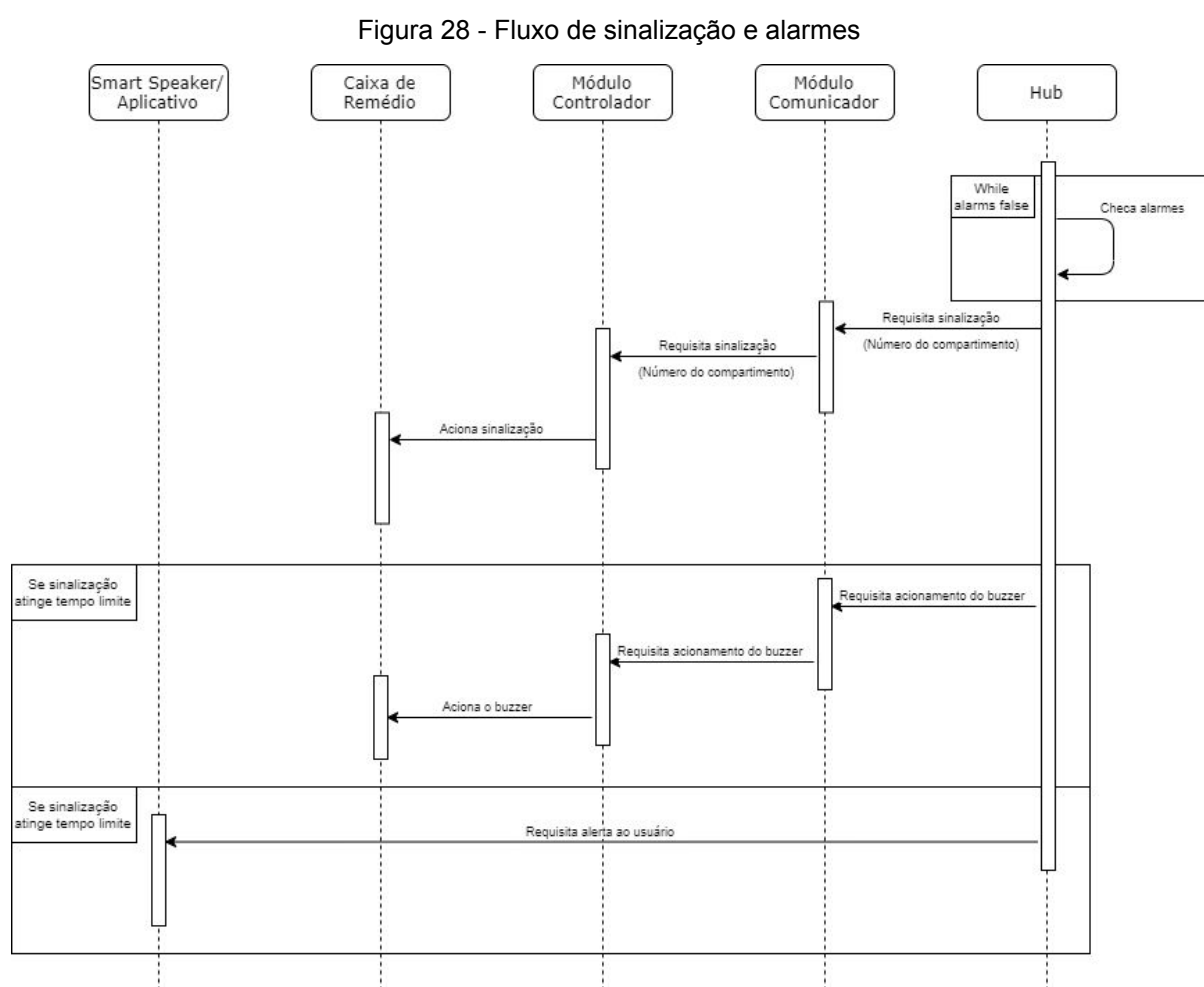 Figura 28 - Fluxo de sinalização e alarmes
Smart Speaker/
Aplicativo
Caixa de
Remédio
Módulo
Controlador
Módulo
Comunicador
Hub
While
alarms false
Checa alarmes
Requisita sinalização
(Número do compartimento)
Requisita sinalização
(Número do compartimento)
Aciona sinalização
Se sinalização
atinge tempo limite
Requisita acionamento do buzzer
Requisita acionamento do buzzer
Aciona o buzzer
Se sinalização
atinge tempo limite
Requisita alerta ao usuário